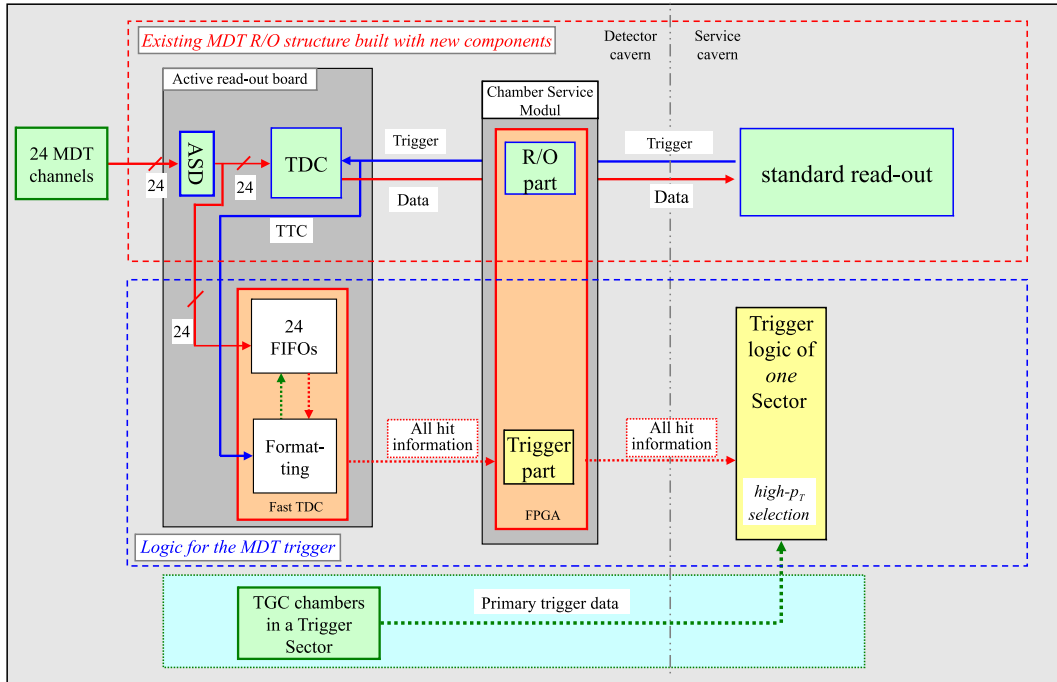 Existing MDT R/O structure built with new components
Detector
cavern
Service
cavern
Active read-out board
Chamber Service
Modul
24 MDT
channels
24
ASD
24
TDC
Trigger
Data
R/O
part
Trigger
Data
standard read-out
TTC
24
24
FIFOs
Format-
ting
Fast TDC
All hit
information
Trigger
part
FPGA
All hit
information
Trigger
logic of
one
Sector
high-pT
selection
Logic for the MDT trigger
TGC chambers
in a Trigger
Sector
Primary trigger data